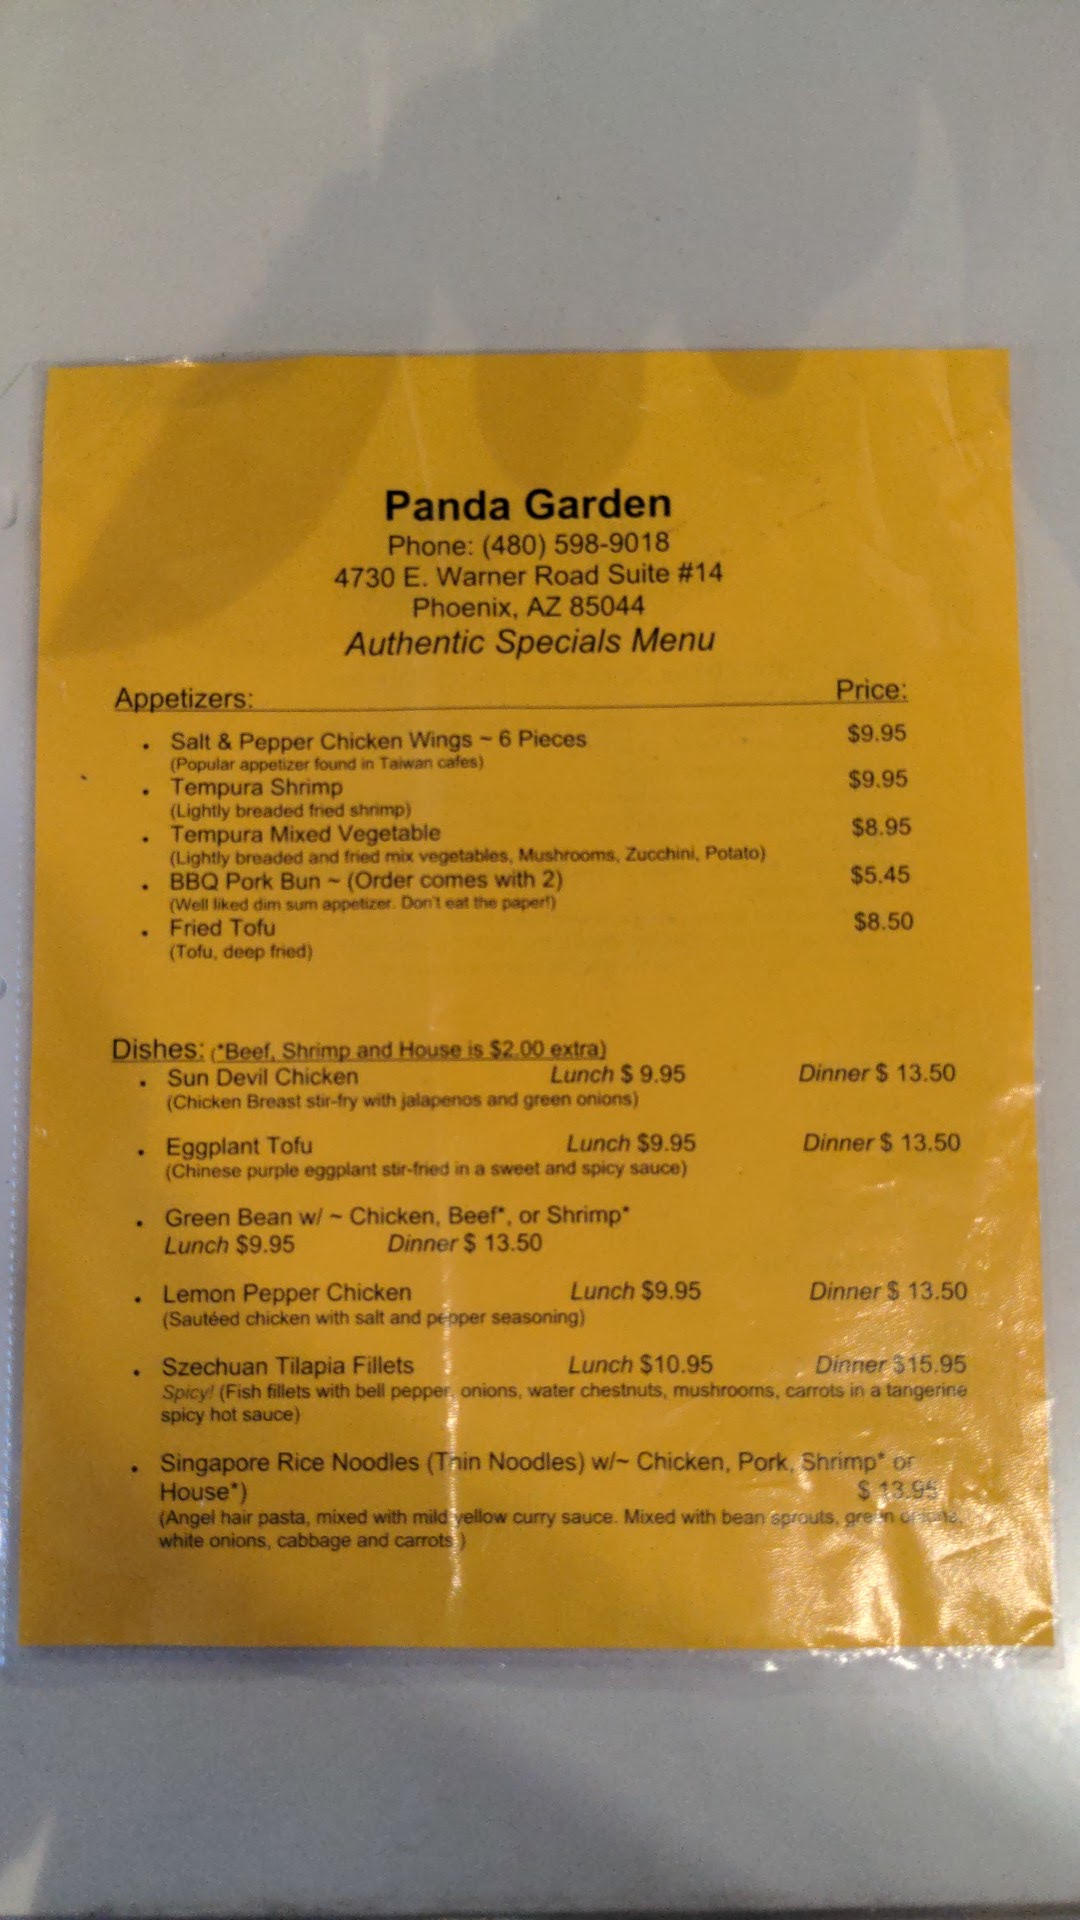 Panda Garden
Phone: (480) 598-9018
4730 E. Warner Road Suite #14
Phoenix, AZ 85044
Authentic Specials Menu
Appetizers: Price:
• Salt & Pepper Chicken Wings ~ 6 Pieces $9.95
(Popular appetizer found in Taiwan cafes)
• Tempura Shrimp $9.95
(Lightly breaded fried shrimp)
• Tempura Mixed Vegetable $8.95
(Lightly breaded and fried mix vegetables, Mushrooms, Zucchini, Potato)
• BBQ Pork Bun ~ (Order comes with 2) $5.45
(Well liked dim sum appetizer. Don't eat the paper!)
• Fried Tofu $8.50
(Tofu, deep fried)
Dishes: (*Beef, Shrimp and House is $2.00 extra)
• Sun Devil Chicken Lunch $ 9.95 Dinner $ 13.50
(Chicken Breast stir-fry with jalapenos and green onions)
• Eggplant Tofu Lunch $9.95 Dinner $ 13.50
(Chinese purple eggplant stir-fried in a sweet and spicy sauce)
• Green Bean w/ ~ Chicken, Beef*, or Shrimp*
Lunch $9.95 Dinner $ 13.50
• Lemon Pepper Chicken Lunch $9.95 Dinner $ 13.50
(Sautéed chicken with salt and pepper seasoning)
• Szechuan Tilapia Fillets Lunch $10.95 Dinner $15.95
Spicy! (Fish fillets with bell pepper, onions, water chestnuts, mushrooms, carrots in a tangerine
spicy hot sauce)
• Singapore Rice Noodles (Thin Noodles) w/~ Chicken, Pork, Shrimp* or
House*) $ 13.95
(Angel hair pasta, mixed with mild yellow curry sauce. Mixed with bean sprouts, green onions,
white onions, cabbage and carrots.)